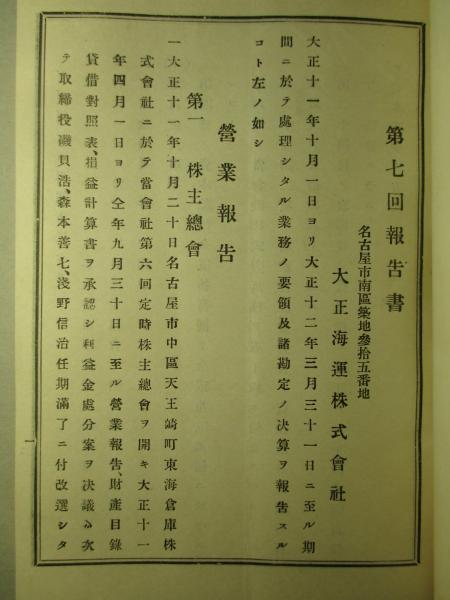 第七回報告書
名古屋市南區築地參拾五番地
大正海運株式會社
大正十一年十月一日ヨリ大正十二年三月三十一日ニ至ル期
間ニ於テ處理シタル業務ノ要領及諸勘定ノ決算ヲ報告スル
コト左ノ如シ
營業報告
第一 株主總會
一大正十一年十月二十日名古屋市中區天王崎町東海倉庫株
式會社ニ於テ當會社第六回定時株主總會ヲ開キ大正十一
年四月一日ヨリ仝年九月三十日ニ至ル營業報告、財產目錄
貸借對照表、損益計算書ヲ承認シ利益金處分案ヲ決議シ次
テ取締役磯貝浩、森本善七、淺野信治任期滿了ニ付改選シタ
一